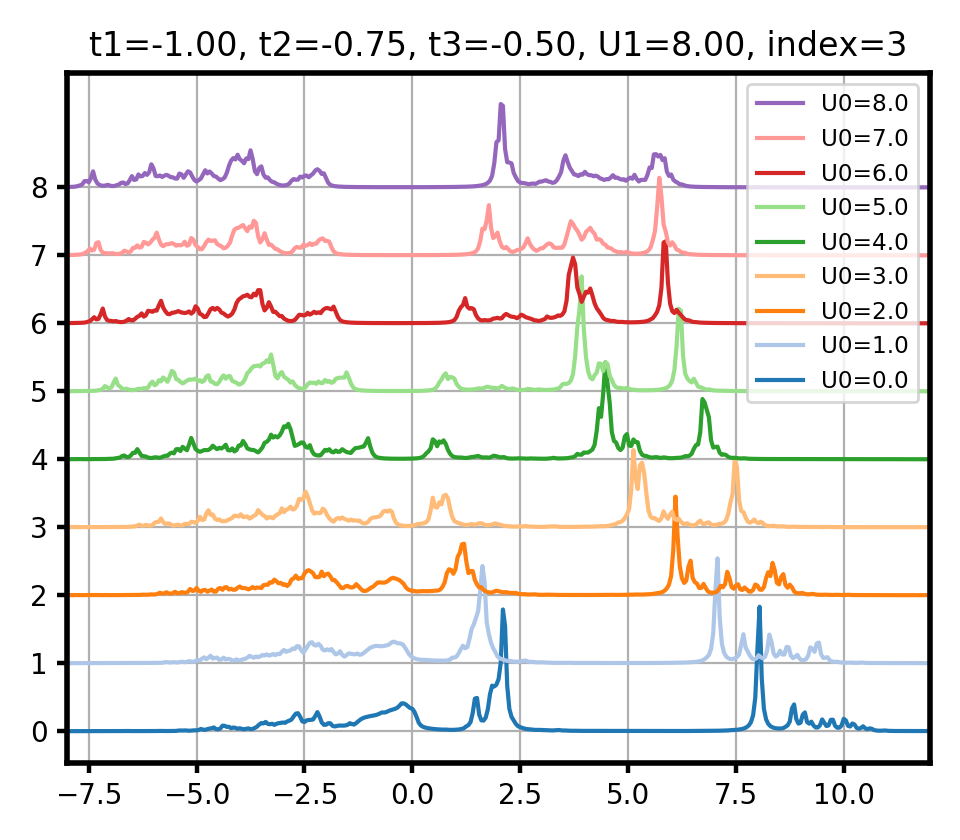 t1=-1.00, t2=-0.75, t3=-0.50, U1=8.00, index=3
U0=8.0
U0=7.0
U0=6.0
U0=5.0
U0=4.0
U0=3.0
U0=2.0
U0=1.0
U0=0.0
8
7
6
5
4
3
2
1
0
−7.5 −5.0 −2.5 0.0 2.5 5.0 7.5 10.0